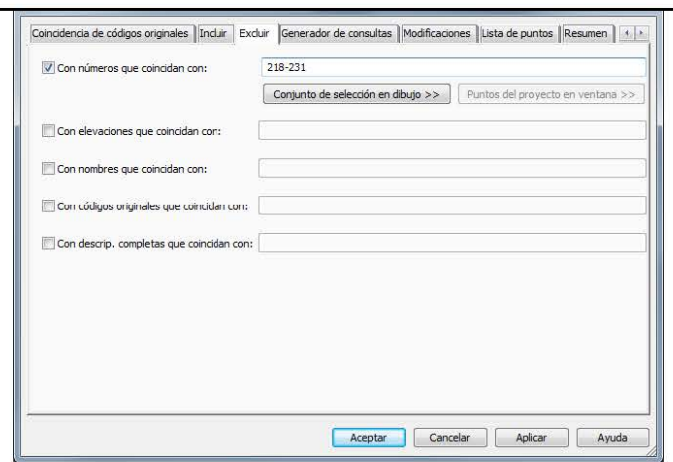 Coincidencia de códigos originales Incluir Excluir Generador de consultas Modificaciones Lista de puntos Resumen
Con números que coincidan con: 218-231
Conjunto de selección en dibujo >> Puntos del proyecto en ventana >>
Con elevaciones que coincidan con:
Con nombres que coincidan con:
Con códigos originales que coincidan con:
Con descrip. completas que coincidan con:
Aceptar Cancelar Aplicar Ayuda